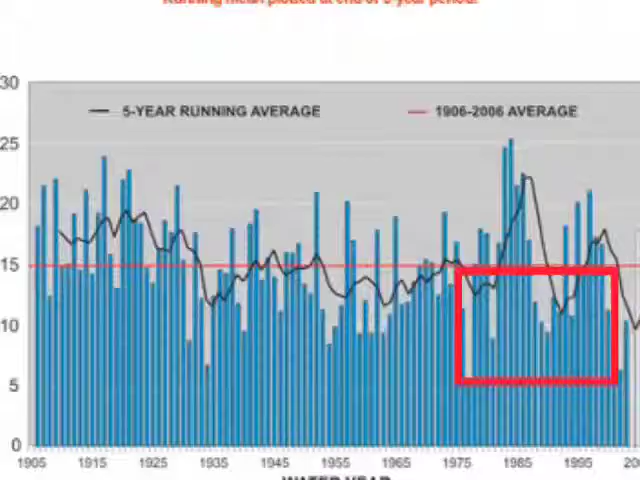 Running mean plotted at end of 5-year period.
5-YEAR RUNNING AVERAGE 1906-2006 AVERAGE
30
25
20
15
10
5
0
1905 1915 1925 1935 1945 1955 1965 1975 1985 1995
WATER YEAR